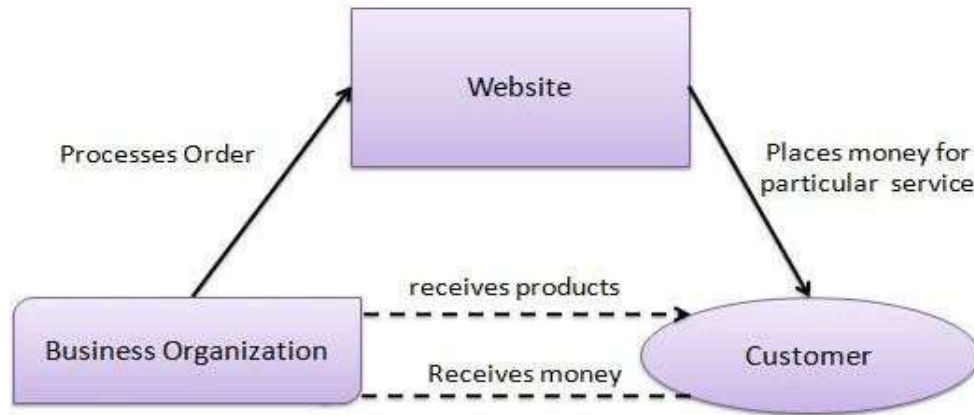 Website
Processes Order
Places money for
particular service
receives products
Business Organization
Customer
Receives money